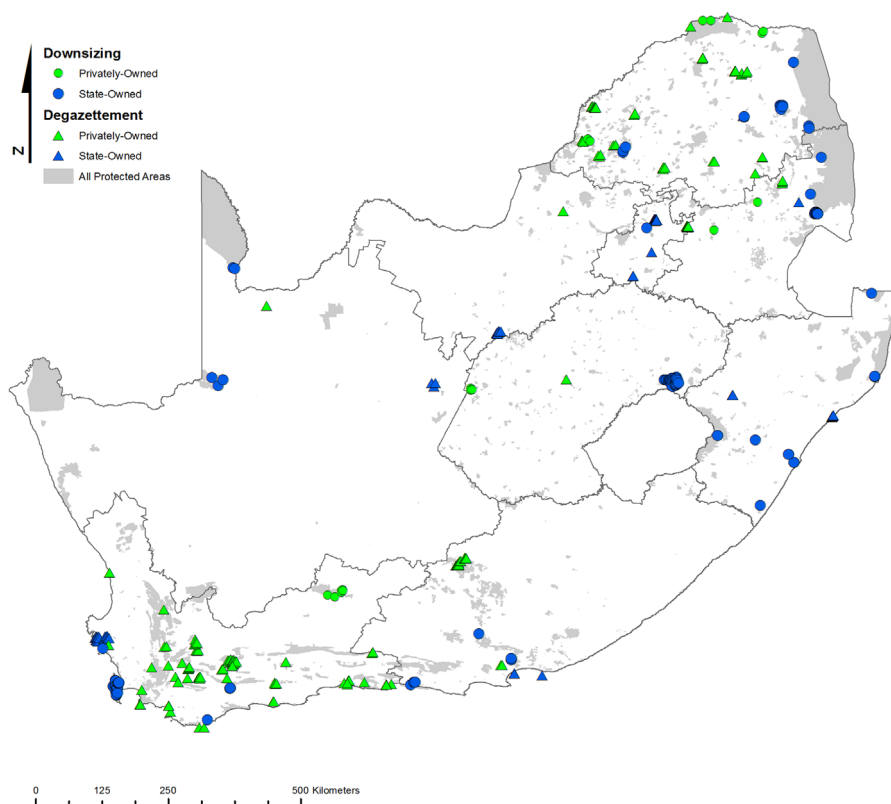 Downsizing
Privately-Owned
State-Owned
Degazettement
Privately-Owned
State-Owned
All Protected Areas
N
0 125 250 500 Kilometers